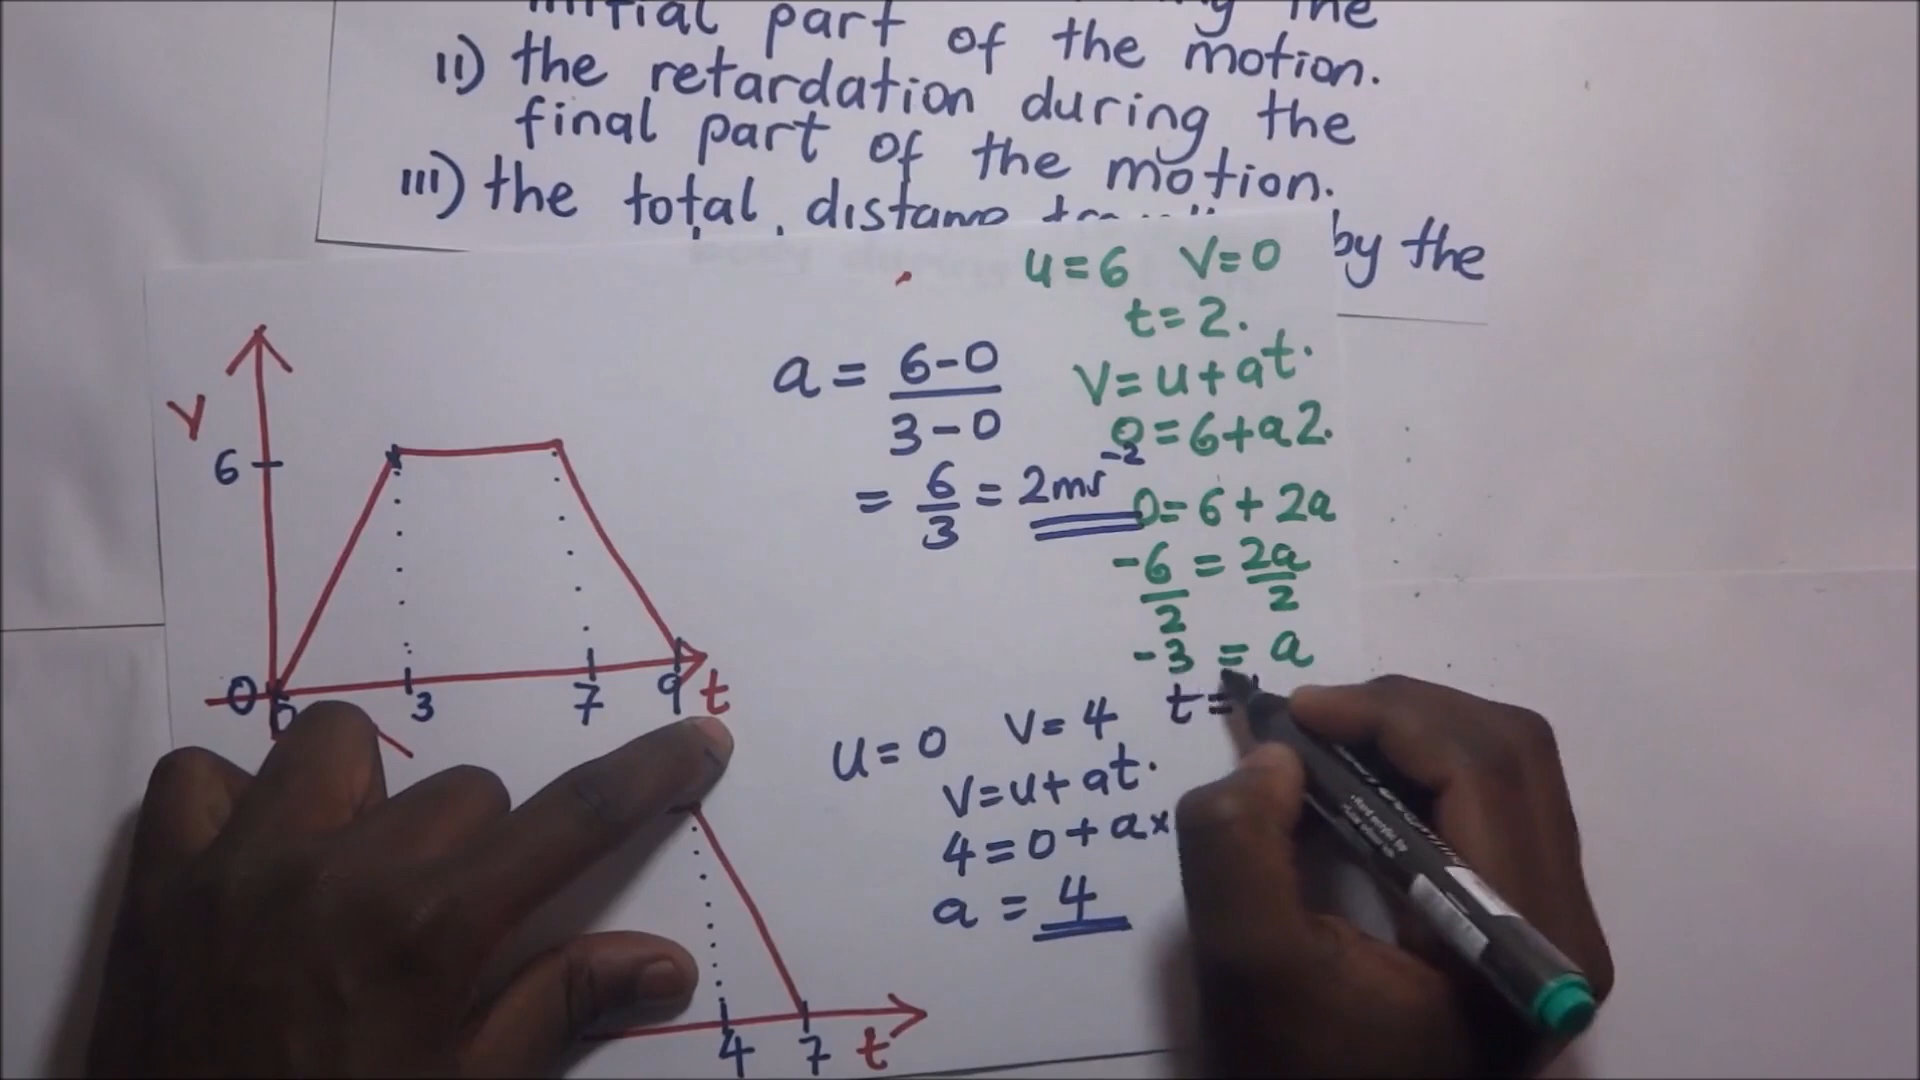 part of the motion.
II) the retardation during the
final part of the motion.
III) the total distance
by the
V
6
0
3
7
9
t
a = 6-0
3-0
= 6/3 = 2ms⁻²
u=6 V=0
t=2.
V=u+at.
0=6+a2.
0=6+2a
-6/2 = 2a/2
-3 = a
u=0 V=4 t=
V=u+at.
4=0+a×
a = 4
4 7 t